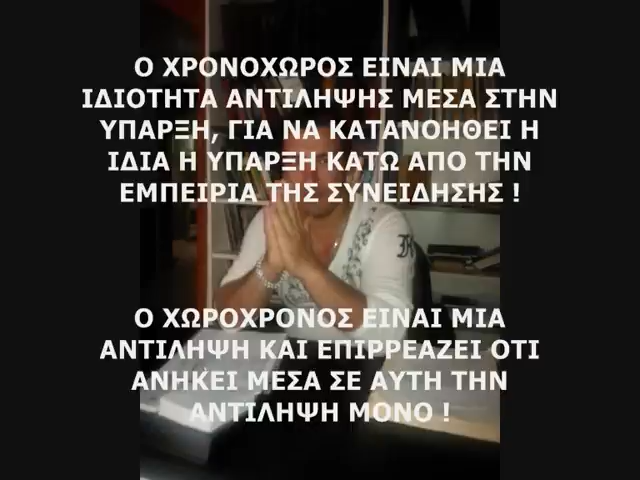 Ο ΧΡΟΝΟΧΩΡΟΣ ΕΙΝΑΙ ΜΙΑ
ΙΔΙΟΤΗΤΑ ΑΝΤΙΛΗΨΗΣ ΜΕΣΑ ΣΤΗΝ
ΥΠΑΡΞΗ, ΓΙΑ ΝΑ ΚΑΤΑΝΟΗΘΕΙ Η
ΙΔΙΑ Η ΥΠΑΡΞΗ ΚΑΤΩ ΑΠΟ ΤΗΝ
ΕΜΠΕΙΡΙΑ ΤΗΣ ΣΥΝΕΙΔΗΣΗΣ !
Ο ΧΩΡΟΧΡΟΝΟΣ ΕΙΝΑΙ ΜΙΑ
ΑΝΤΙΛΗΨΗ ΚΑΙ ΕΠΙΡΡΕΑΖΕΙ ΟΤΙ
ΑΝΗΚΕΙ ΜΕΣΑ ΣΕ ΑΥΤΗ ΤΗΝ
ΑΝΤΙΛΗΨΗ ΜΟΝΟ !